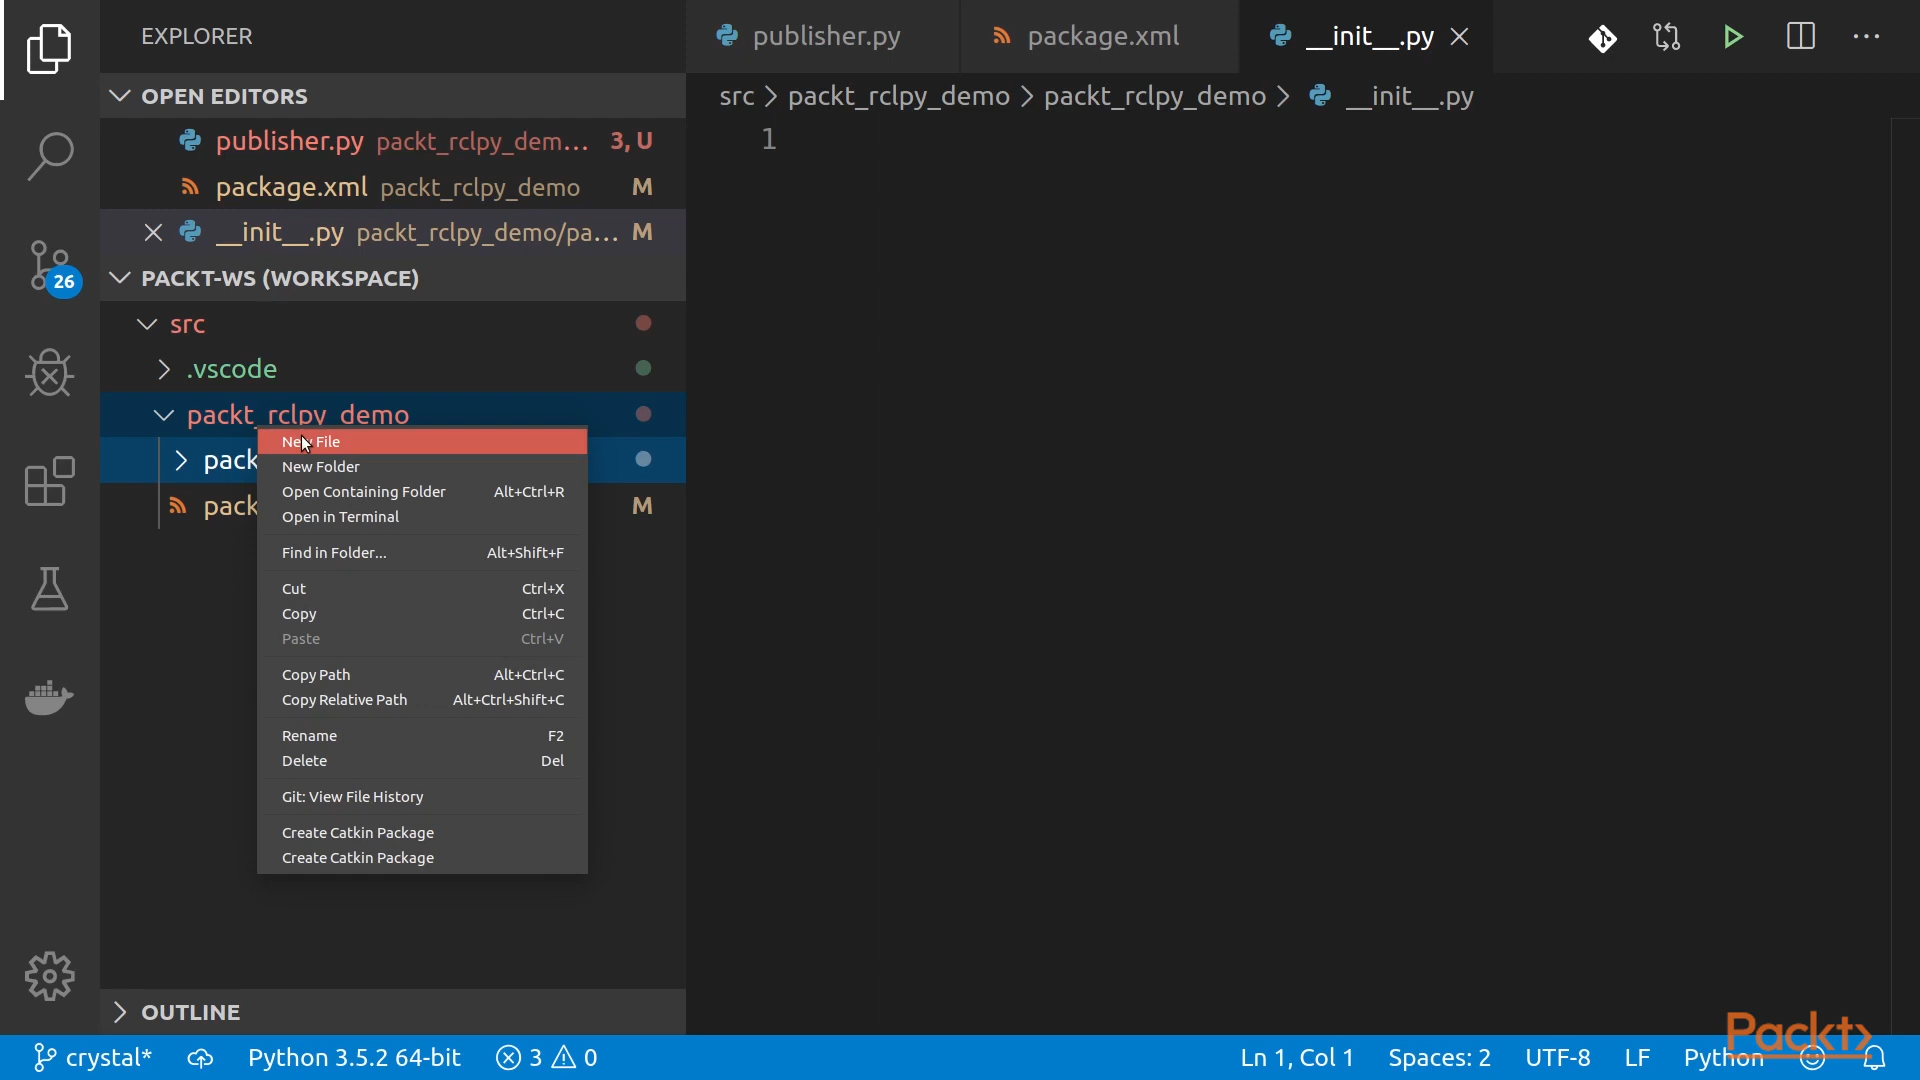 EXPLORER
publisher.py
package.xml
__init__.py
OPEN EDITORS
src > packt_rclpy_demo > packt_rclpy_demo > __init__.py
publisher.py packt_rclpy_dem... 3, U
1
package.xml packt_rclpy_demo M
__init__.py packt_rclpy_demo/pa... M
PACKT-WS (WORKSPACE)
src
.vscode
packt_rclpy_demo
New File
pack
New Folder
Open Containing Folder Alt+Ctrl+R
pack M
Open in Terminal
Find in Folder... Alt+Shift+F
Cut Ctrl+X
Copy Ctrl+C
Paste Ctrl+V
Copy Path Alt+Ctrl+C
Copy Relative Path Alt+Ctrl+Shift+C
Rename F2
Delete Del
Git: View File History
Create Catkin Package
Create Catkin Package
26
OUTLINE
Packt>
crystal* Python 3.5.2 64-bit 3 0 Ln 1, Col 1 Spaces: 2 UTF-8 LF Python